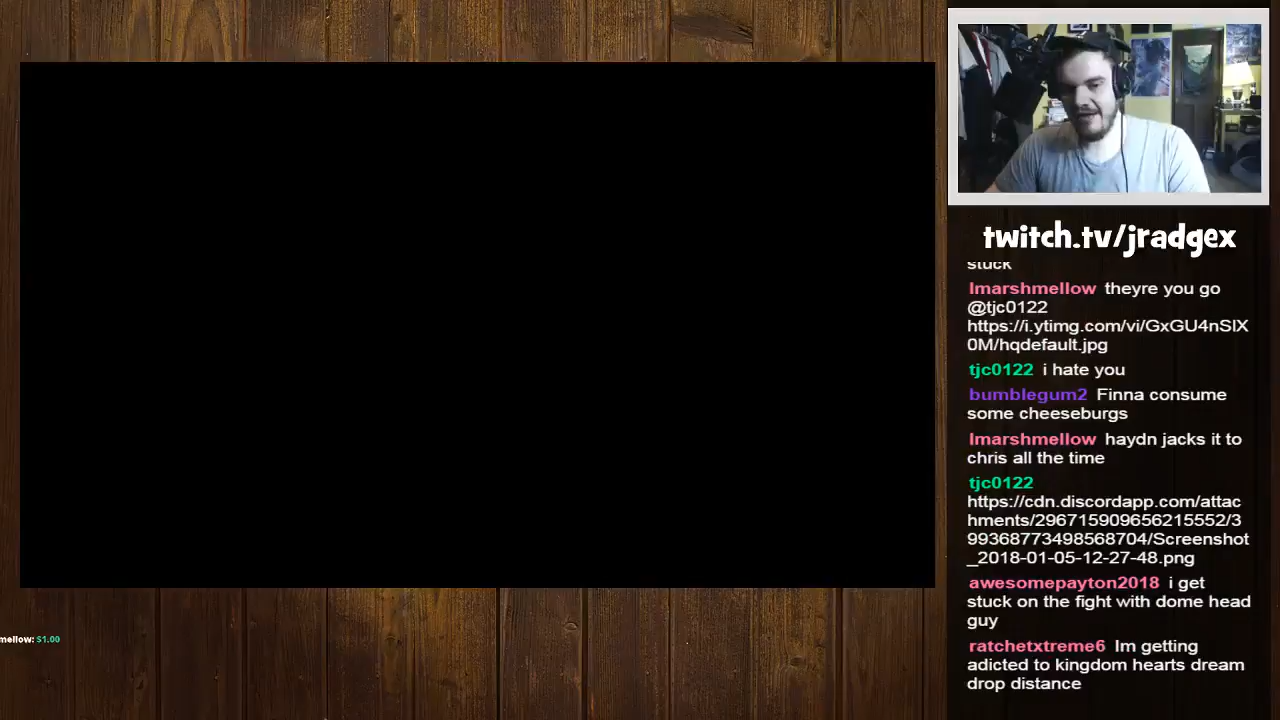 twitch.tv/jradgex
stuck
lmarshmellow theyre you go
@tjc0122
https://i.ytimg.com/vi/GxGU4nSlX
0M/hqdefault.jpg
tjc0122 i hate you
bumblegum2 Finna consume
some cheeseburgs
lmarshmellow haydn jacks it to
chris all the time
tjc0122
https://cdn.discordapp.com/attac
hments/296715909656215552/3
99368773498568704/Screenshot
_2018-01-05-12-27-48.png
awesomepayton2018 i get
stuck on the fight with dome head
guy
ratchetxtreme6 Im getting
adicted to kingdom hearts dream
drop distance
mellow: $1.00